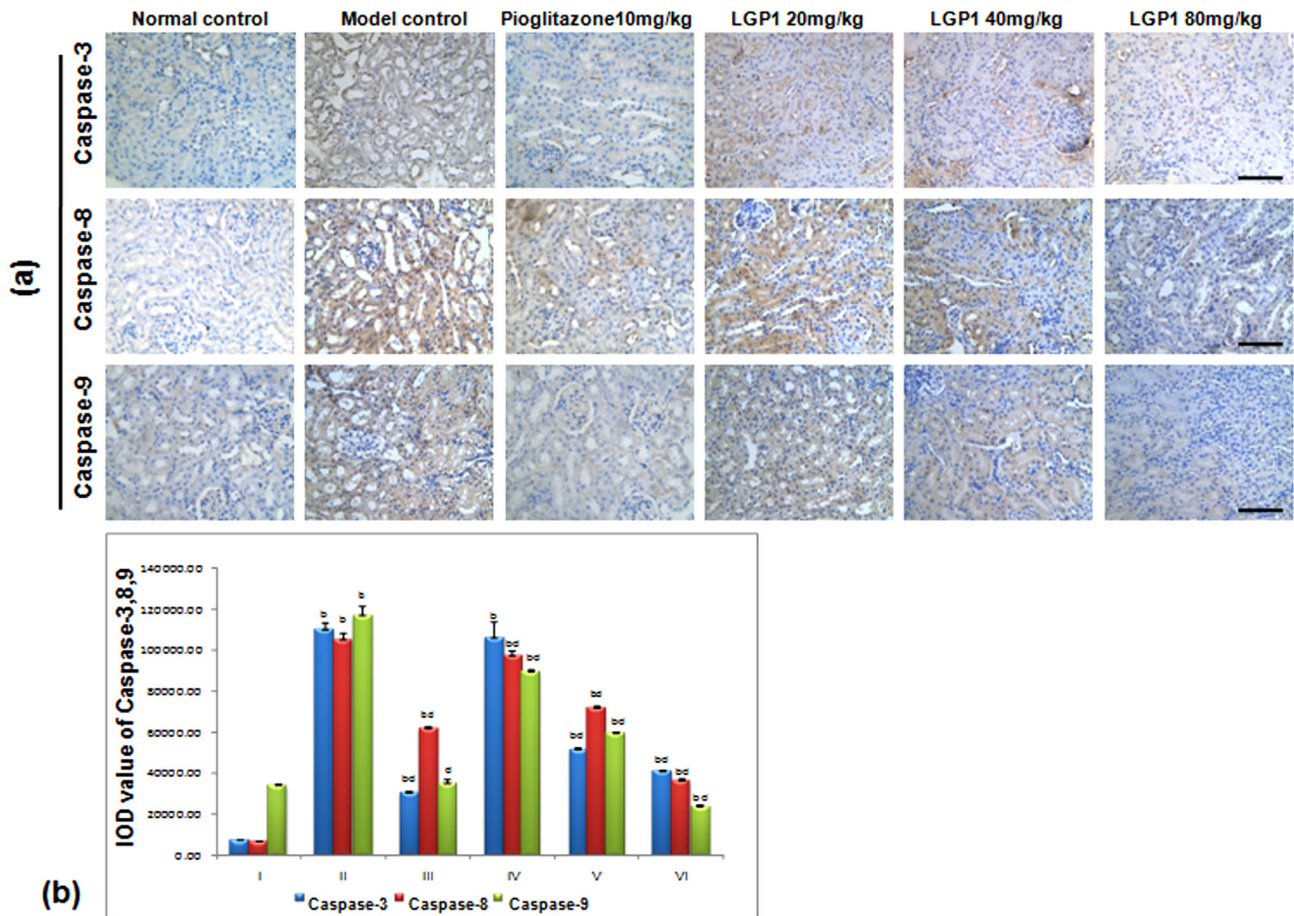 Normal control Model control Pioglitazone10mg/kg LGP1 20mg/kg LGP1 40mg/kg LGP1 80mg/kg
(a)
Caspase-3
Caspase-8
Caspase-9
IOD value of Caspase-3,8,9
140000.00
120000.00
100000.00
80000.00
60000.00
40000.00
20000.00
0.00
b b b
bd bd d
b bd bd
bd bd bd
bd bd bd
I II III IV V VI
Caspase-3 Caspase-8 Caspase-9
(b)